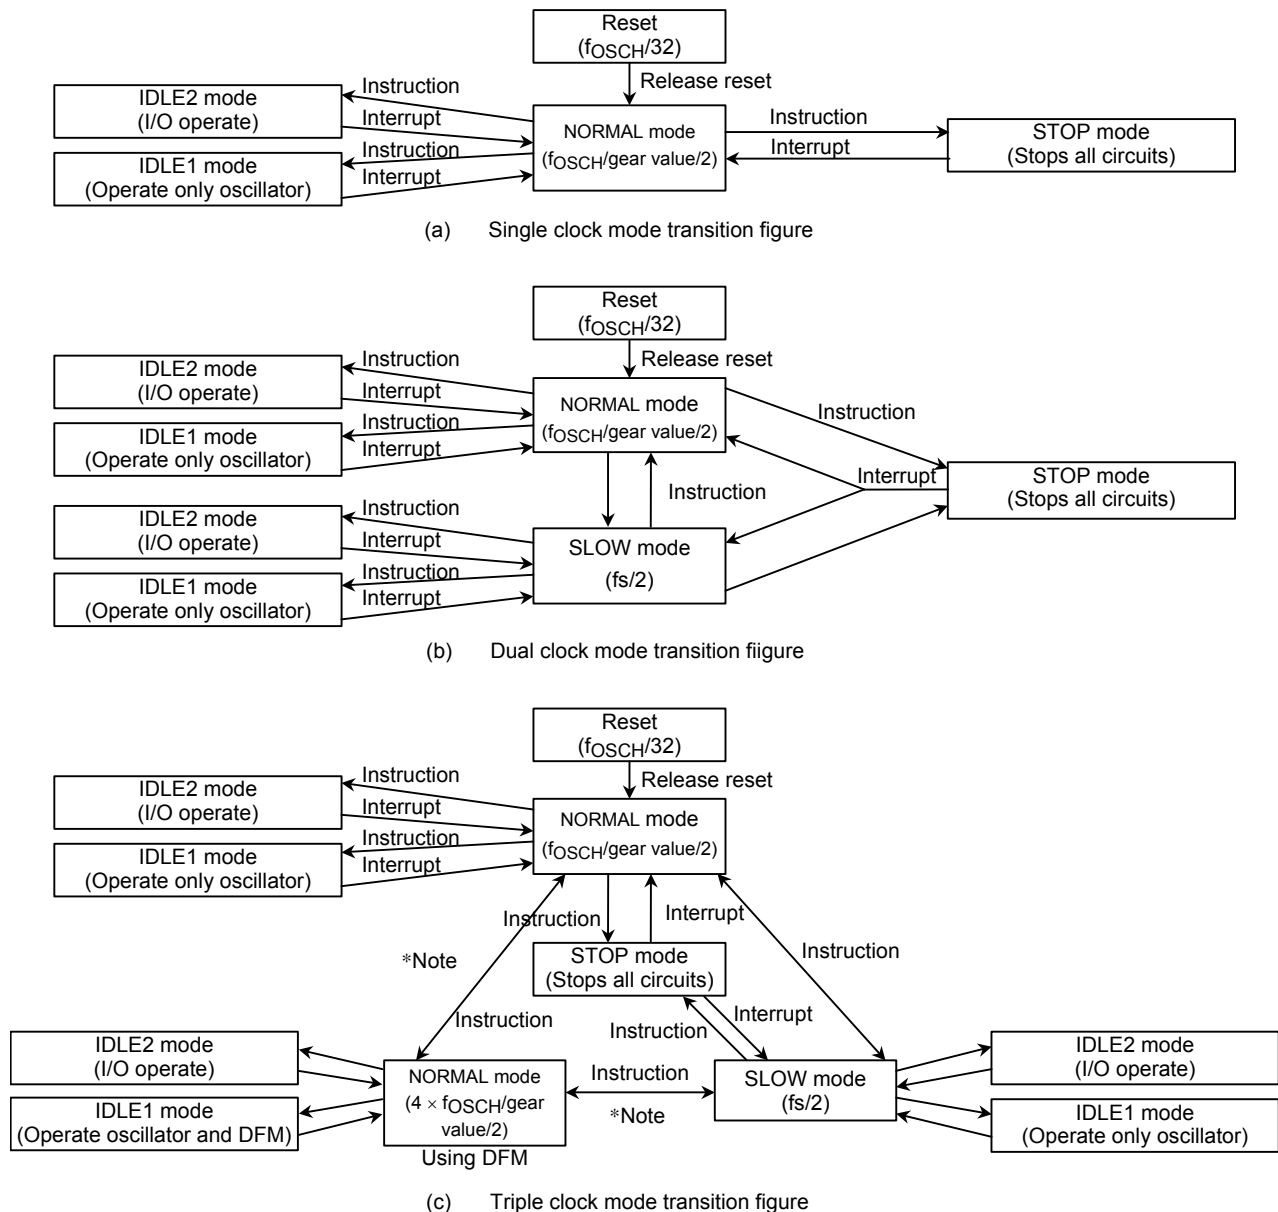 Reset
(fOSCH/32)
Release reset
IDLE2 mode
(I/O operate)
Instruction
Interrupt
IDLE1 mode
(Operate only oscillator)
Instruction
Interrupt
NORMAL mode
(fOSCH/gear value/2)
Instruction
Interrupt
STOP mode
(Stops all circuits)
(a) Single clock mode transition figure
Reset
(fOSCH/32)
Release reset
IDLE2 mode
(I/O operate)
Instruction
Interrupt
IDLE1 mode
(Operate only oscillator)
Instruction
Interrupt
NORMAL mode
(fOSCH/gear value/2)
Instruction
Interrupt
STOP mode
(Stops all circuits)
Instruction
IDLE2 mode
(I/O operate)
Instruction
Interrupt
IDLE1 mode
(Operate only oscillator)
Instruction
Interrupt
SLOW mode
(fs/2)
(b) Dual clock mode transition fiigure
Reset
(fOSCH/32)
Release reset
IDLE2 mode
(I/O operate)
Instruction
Interrupt
IDLE1 mode
(Operate only oscillator)
Instruction
Interrupt
NORMAL mode
(fOSCH/gear value/2)
Instruction
Interrupt
*Note
STOP mode
(Stops all circuits)
Instruction
Instruction
Instruction
Interrupt
IDLE2 mode
(I/O operate)
IDLE1 mode
(Operate oscillator and DFM)
NORMAL mode
(4 × fOSCH/gear
value/2)
Using DFM
Instruction
*Note
SLOW mode
(fs/2)
IDLE2 mode
(I/O operate)
IDLE1 mode
(Operate only oscillator)
(c) Triple clock mode transition figure